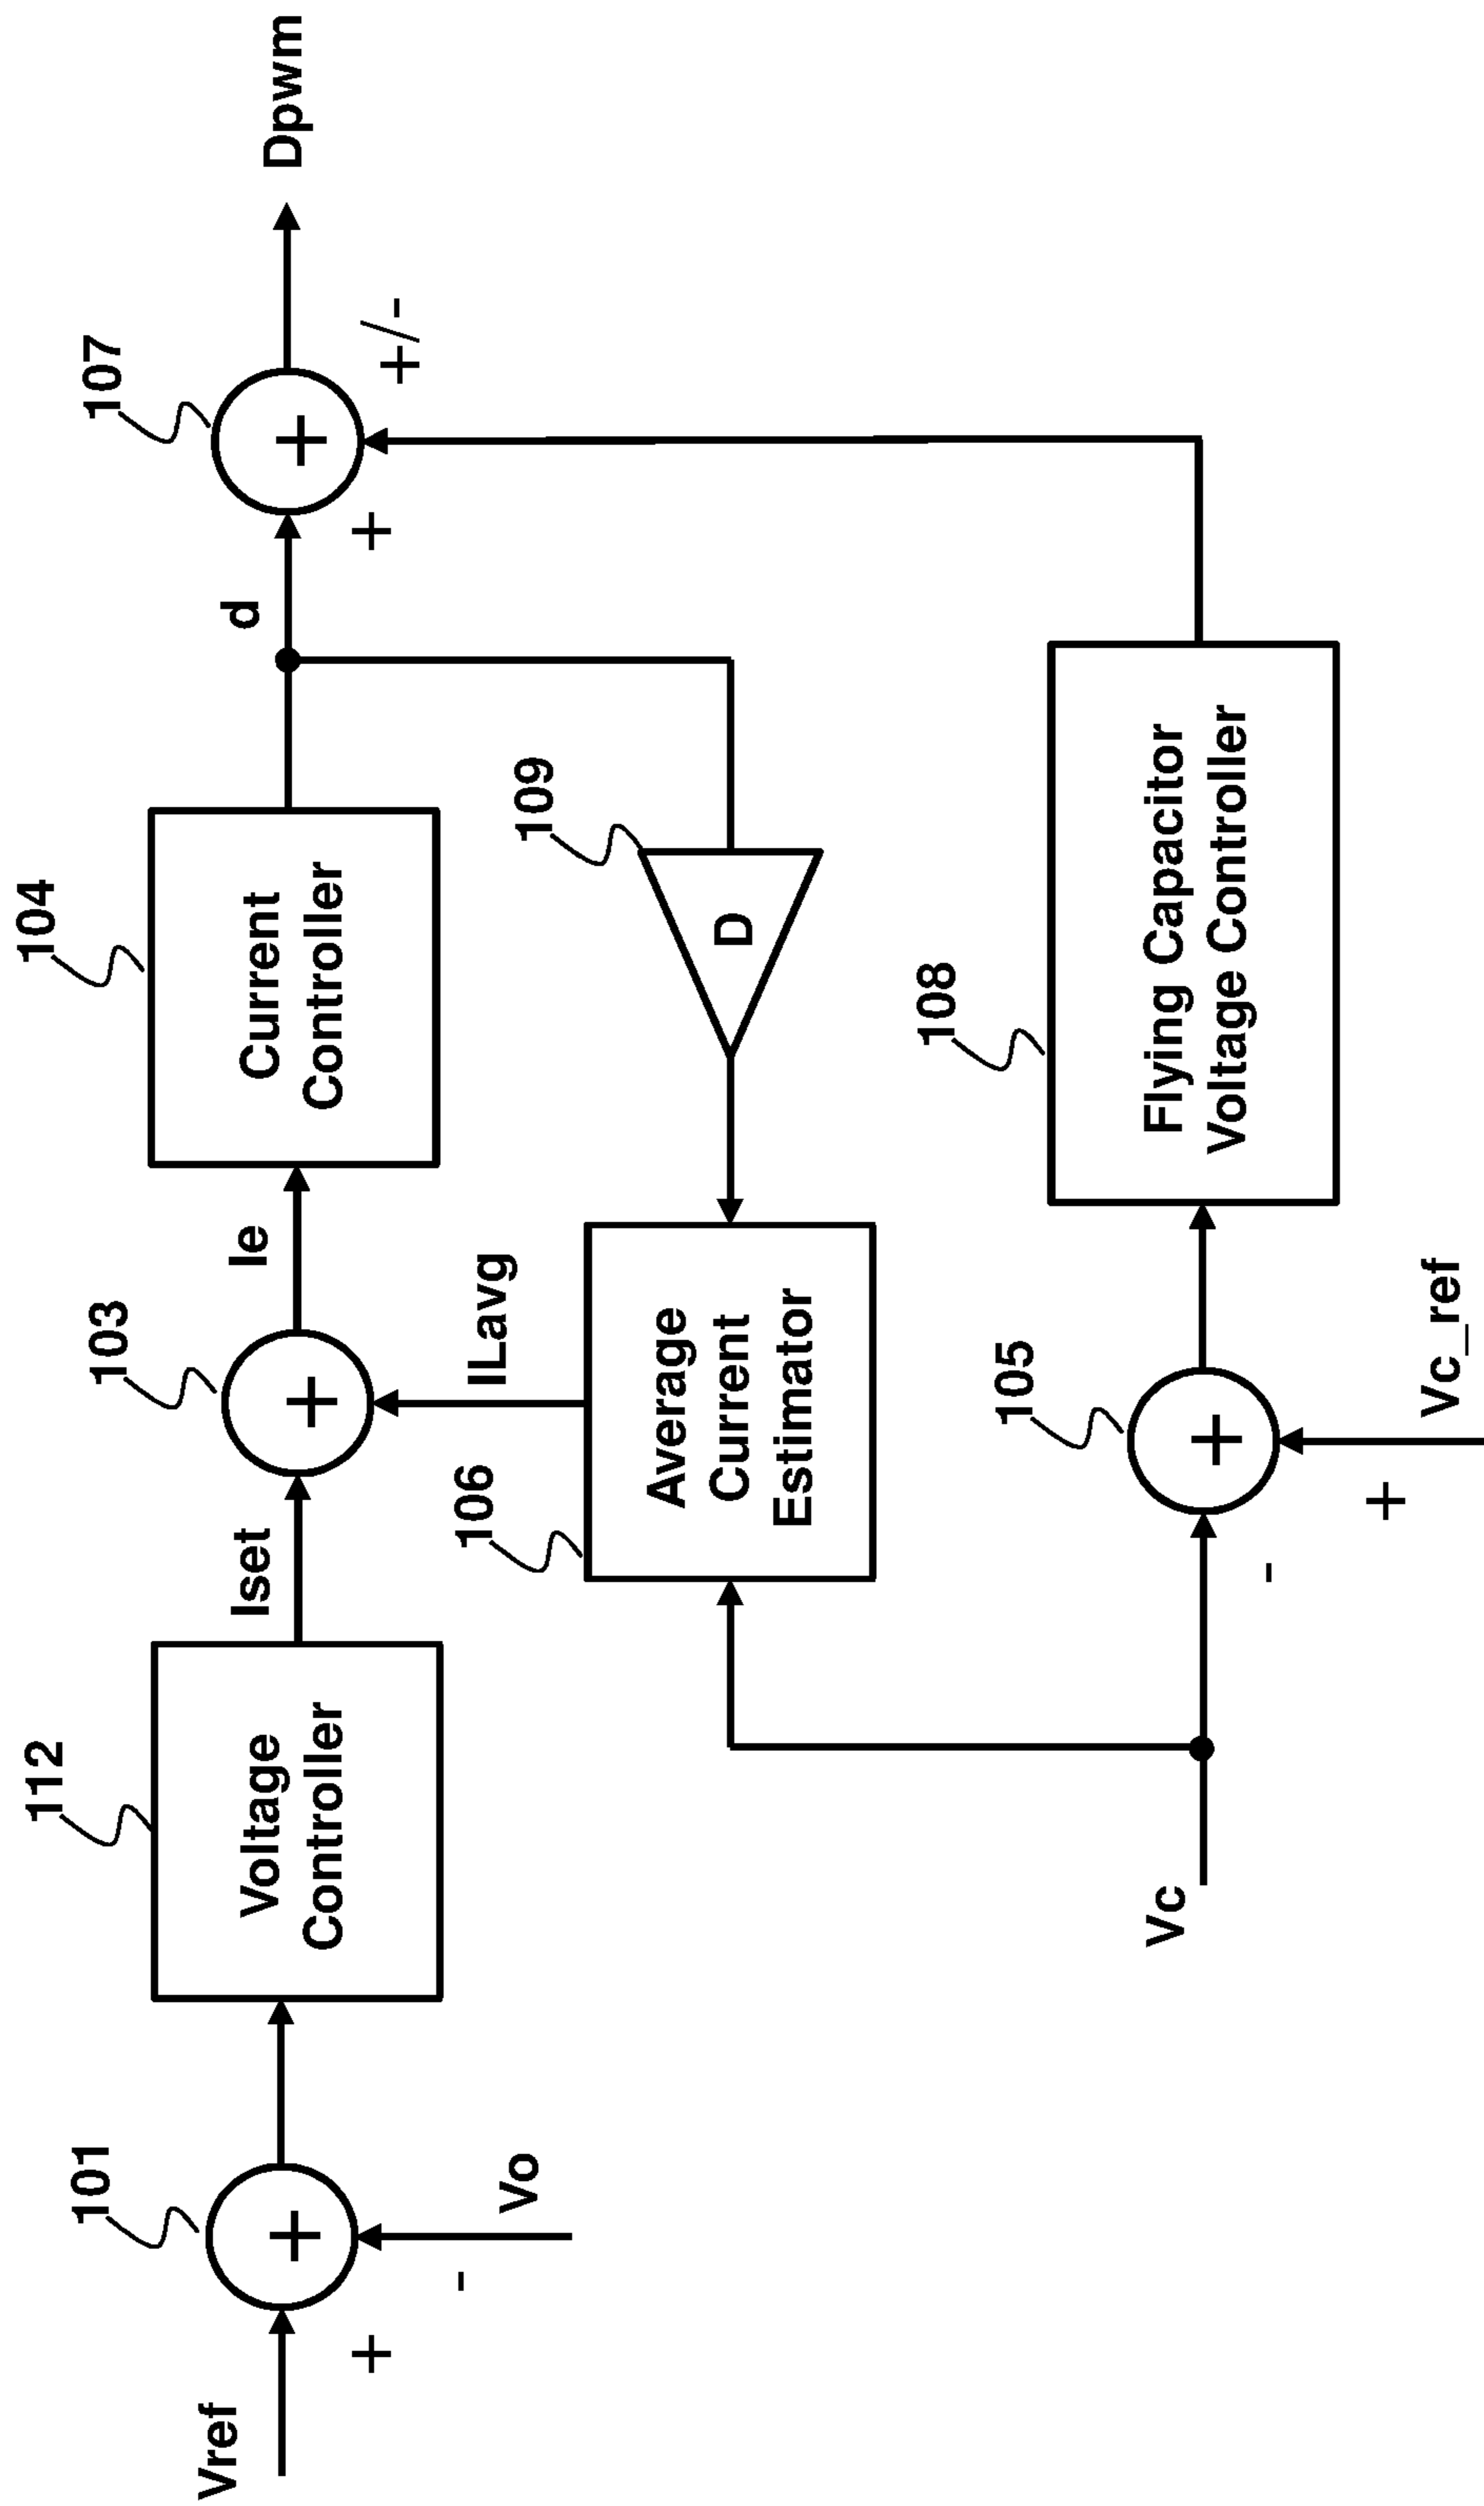 Vref
+
-
Vo
101
+
112
Voltage
Controller
Iset
103
+
Ie
104
Current
Controller
d
+
107
+
+/-
Dpwm
ILavg
106
Average
Current
Estimator
109
D
Vc
-
+
105
+
Vc_ref
108
Flying Capacitor
Voltage Controller